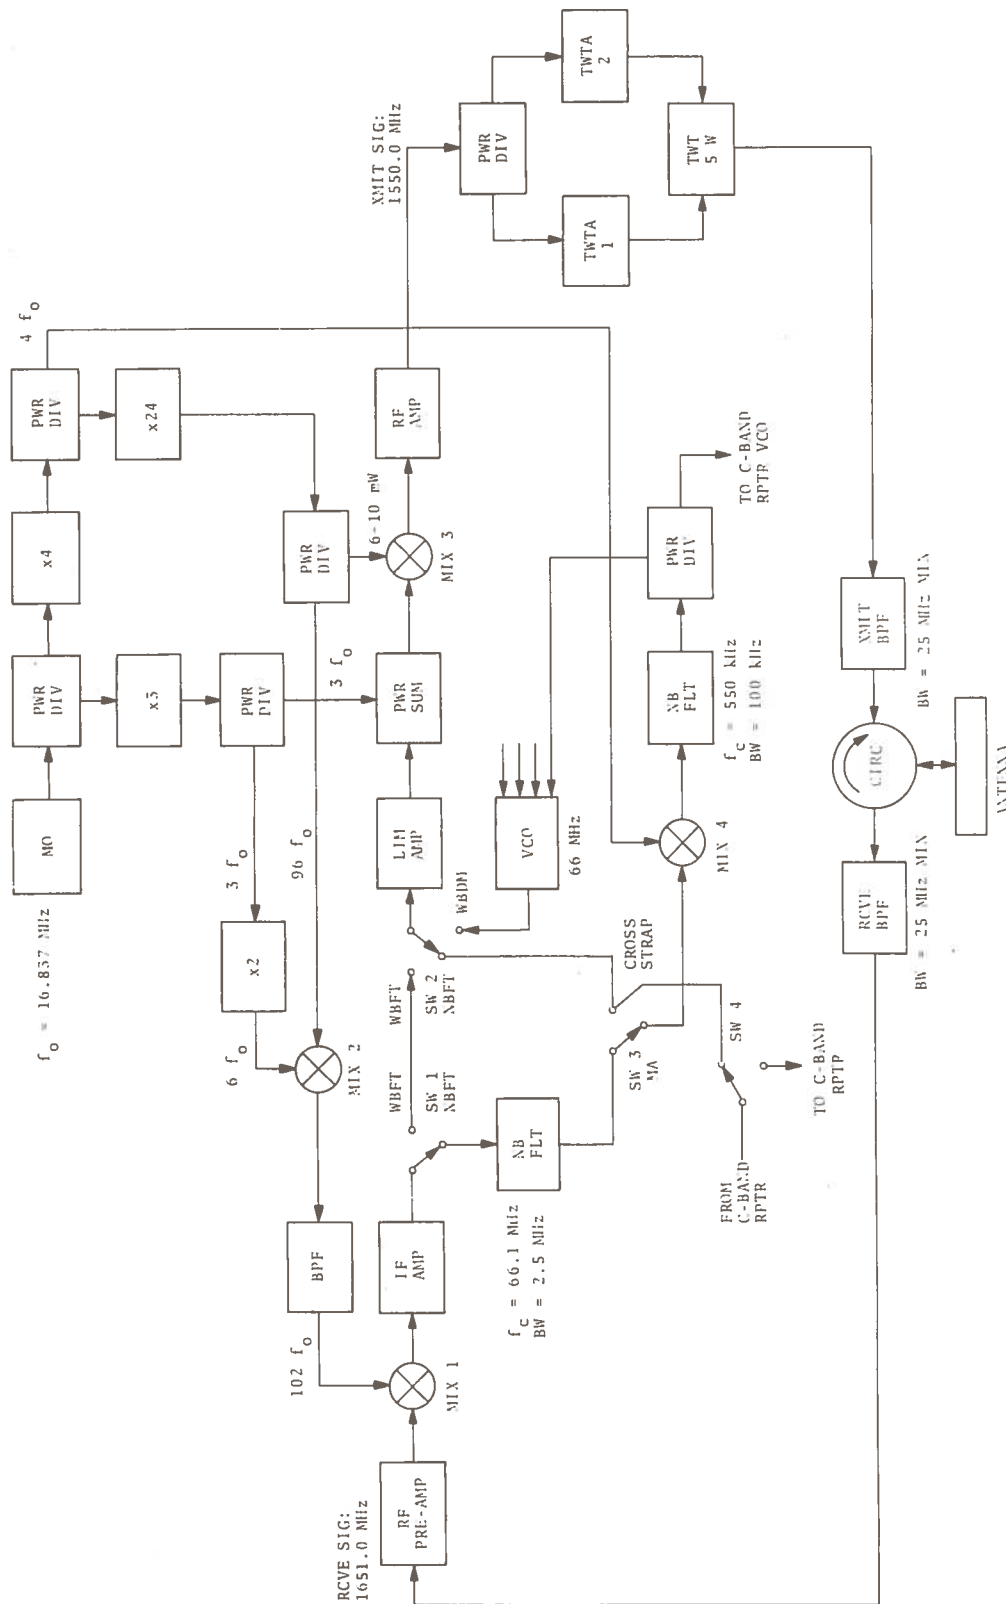 f₀ = 16.837 MHz
MO
PWR
DIV
x4
PWR
DIV
4 f₀
x3
x24
3 f₀
PWR
DIV
3 f₀
PWR
DIV
x2
6 f₀
96 f₀
MIX 2
BPF
102 f₀
RCVE SIG:
1651.0 MHz
RF
PRE-AMP
MIX 1
IF
AMP
WBFT
SW 1
NBFT
WBFT
SW 2
NBFT
LIM
AMP
PWR
SUM
6-10 mW
MIX 3
RF
AMP
XMIT SIG:
1550.0 MHz
WBDM
VCO
66 MHz
f_c = 66.1 MHz
BW = 2.5 MHz
NB
FLT
SW 3
MA
CROSS
STRAP
MIX 4
NB
FLT
f_c = 550 kHz
BW = 100 kHz
PWR
DIV
TO C-BAND
RPTR VCO
PWR
DIV
TWTA
1
TWTA
2
TWT
5 W
FROM
C-BAND
RPTR
SW 4
TO C-BAND
RPTR
RCVE
BPF
BW = 25 MHz MIN
CIRC
XMIT
BPF
BW = 25 MHz MIN
ANTENNA